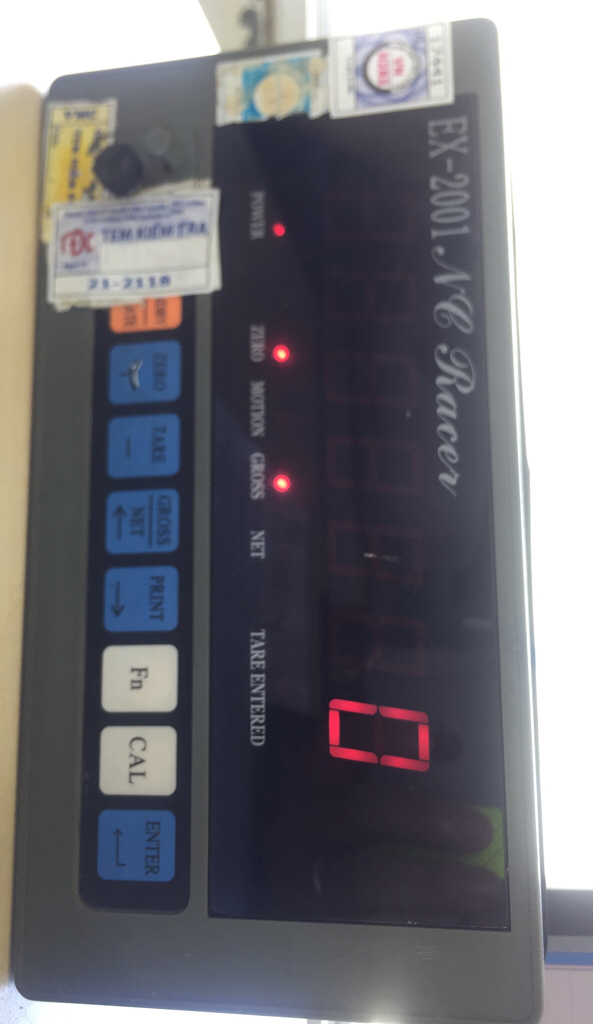 EX-2001 NC Racer
0
POWER
ZERO
MOTION
GROSS
NET
TARE ENTERED
TEM KIỂM TRA
21-2118
ZERO
TARE
GROSS
NET
PRINT
Fn
CAL
ENTER